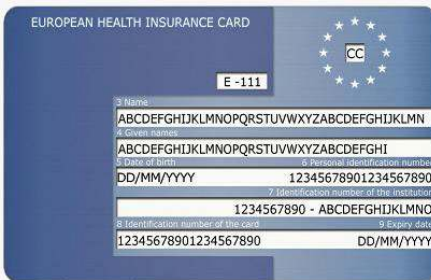 EUROPEAN HEALTH INSURANCE CARD
CC
E -111
3 Name
ABCDEFGHIJKLMNOPQRSTUVWXYZABCDEFGHIJKLMN
4 Given names
ABCDEFGHIJKLMNOPQRSTUVWXYZABCDEFGHI
5 Date of birth 6 Personal identification number
DD/MM/YYYY 12345678901234567890
7 Identification number of the institution
1234567890 - ABCDEFGHIJKLMNO
8 Identification number of the card 9 Expiry date
12345678901234567890 DD/MM/YYYY